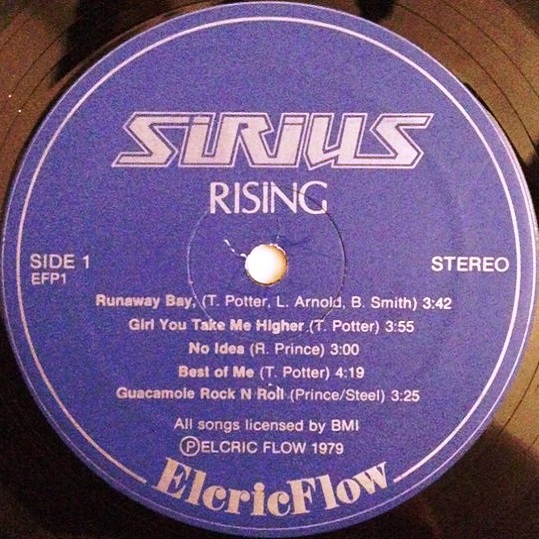 SIRIUS
RISING
SIDE 1
EFP1
STEREO
Runaway Bay, (T. Potter, L. Arnold, B. Smith) 3:42
Girl You Take Me Higher (T. Potter) 3:55
No Idea (R. Prince) 3:00
Best of Me (T. Potter) 4:19
Guacamole Rock N Roll (Prince/Steel) 3:25
All songs licensed by BMI
ⓅELCRIC FLOW 1979
ElcricFlow